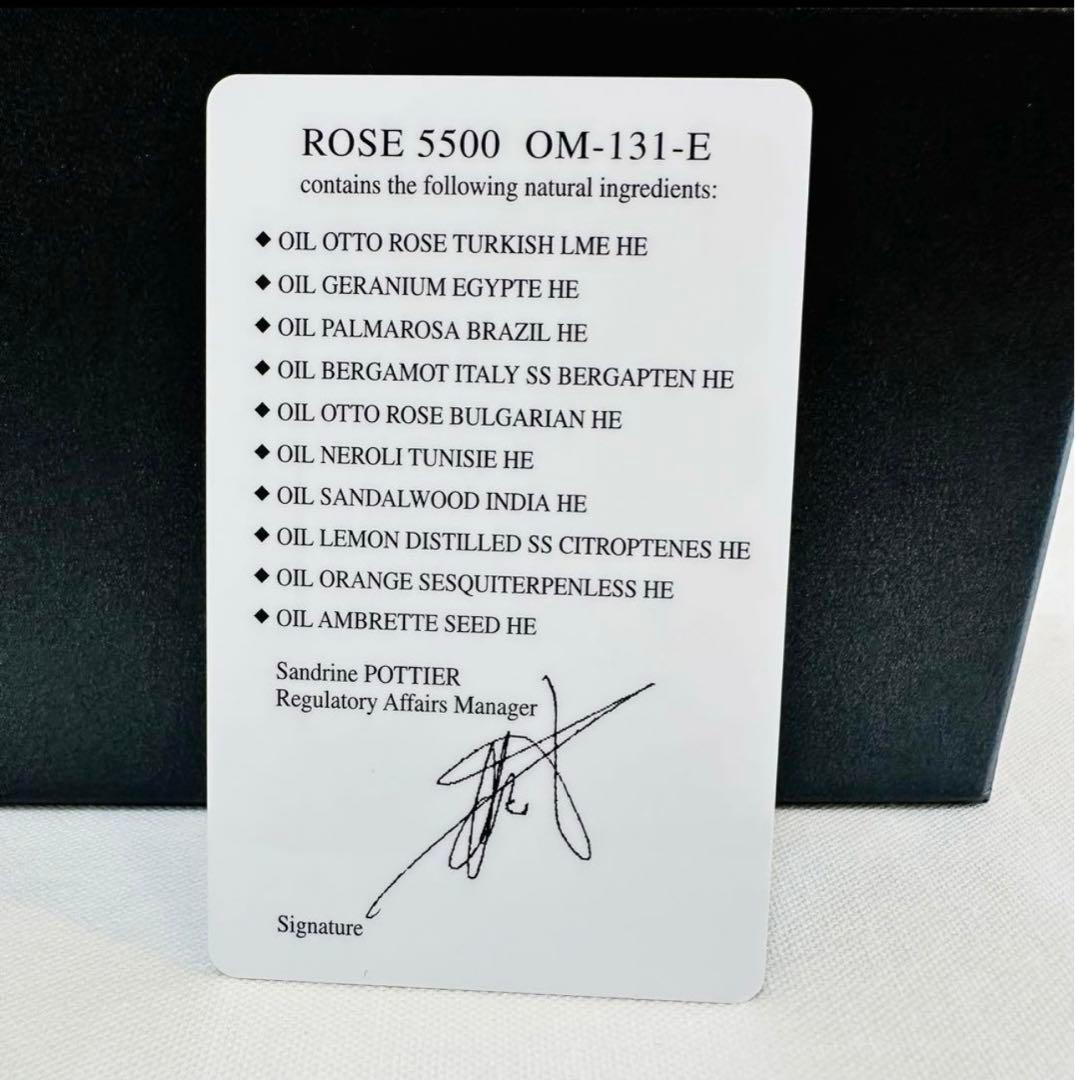 ROSE 5500 OM-131-E
contains the following natural ingredients:
◆ OIL OTTO ROSE TURKISH LME HE
◆ OIL GERANIUM EGYPTE HE
◆ OIL PALMAROSA BRAZIL HE
◆ OIL BERGAMOT ITALY SS BERGAPTEN HE
◆ OIL OTTO ROSE BULGARIAN HE
◆ OIL NEROLI TUNISIE HE
◆ OIL SANDALWOOD INDIA HE
◆ OIL LEMON DISTILLED SS CITROPTENES HE
◆ OIL ORANGE SESQUITERPENLESS HE
◆ OIL AMBRETTE SEED HE
Sandrine POTTIER
Regulatory Affairs Manager
Signature